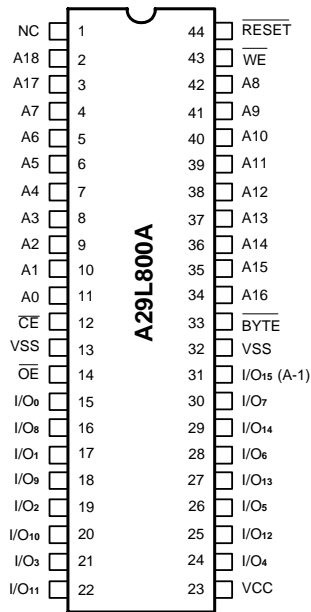 NC 1 44 RESET
A18 2 43 WE
A17 3 42 A8
A7 4 41 A9
A6 5 40 A10
A5 6 39 A11
A4 7 38 A12
A3 8 37 A13
A2 9 36 A14
A1 10 35 A15
A0 11 34 A16
CE 12 33 BYTE
VSS 13 32 VSS
OE 14 31 I/O15 (A-1)
I/O0 15 30 I/O7
I/O8 16 29 I/O14
I/O1 17 28 I/O6
I/O9 18 27 I/O13
I/O2 19 26 I/O5
I/O10 20 25 I/O12
I/O3 21 24 I/O4
I/O11 22 23 VCC
A29L800A